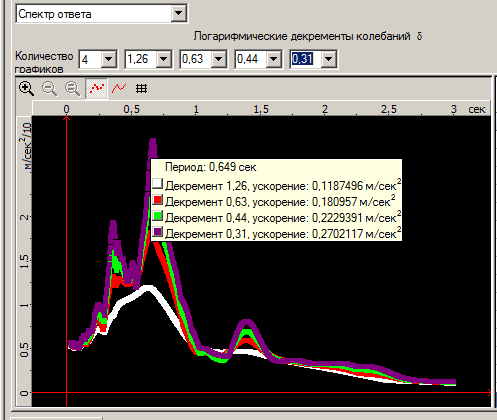 Спектр ответа
Логарифмические декременты колебаний δ
Количество графиков
4
1,26
0,63
0,44
0,31
0
0,5
1
1,5
2
2,5
3
сек
м/сек²/10
Период: 0,649 сек
Декремент 1,26, ускорение: 0,1187496 м/сек²
Декремент 0,63, ускорение: 0,180957 м/сек²
Декремент 0,44, ускорение: 0,2229391 м/сек²
Декремент 0,31, ускорение: 0,2702117 м/сек²
2
1,5
1
0,5
0